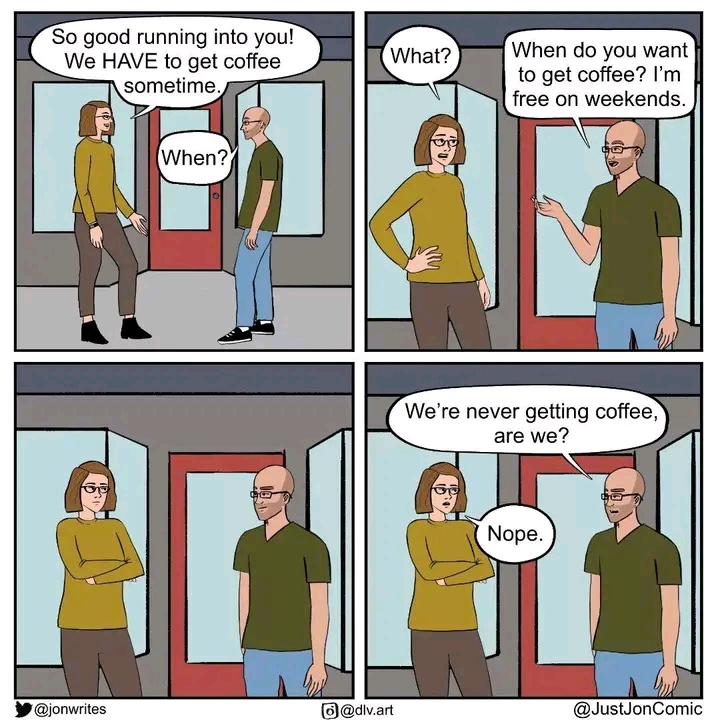 So good running into you!
We HAVE to get coffee
sometime.
When?
What?
When do you want
to get coffee? I'm
free on weekends.
We're never getting coffee,
are we?
Nope.
@jonwrites
@dlv.art
@JustJonComic